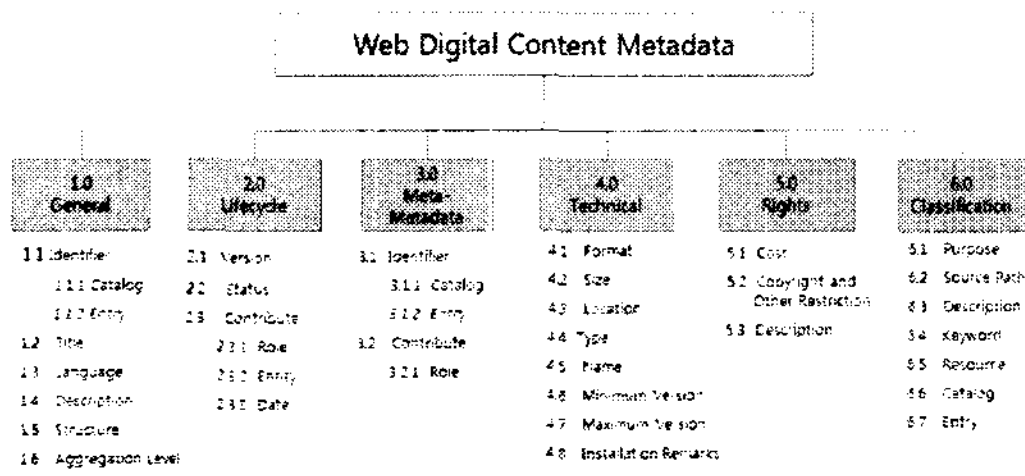 Web Digital Content Metadata
1.0
General
1.1 Identifier
1.1.1 Catalog
1.1.2 Entry
1.2 Title
1.3 Language
1.4 Description
1.5 Structure
1.6 Aggregation Level
2.0
Lifecycle
2.1 Version
2.2 Status
2.3 Contribute
2.3.1 Role
2.3.2 Entity
2.3.3 Date
3.0
Meta-
Metadata
3.1 Identifier
3.1.1 Catalog
3.1.2 Entry
3.2 Contribute
3.2.1 Role
4.0
Technical
4.1 Format
4.2 Size
4.3 Location
4.4 Type
4.5 Name
4.6 Minimum Version
4.7 Maximum Version
4.8 Installation Remarks
5.0
Rights
5.1 Cost
5.2 Copyright and
Other Restriction
5.3 Description
6.0
Classification
6.1 Purpose
6.2 Source Path
6.3 Description
6.4 Keyword
6.5 Resource
6.6 Catalog
6.7 Entry